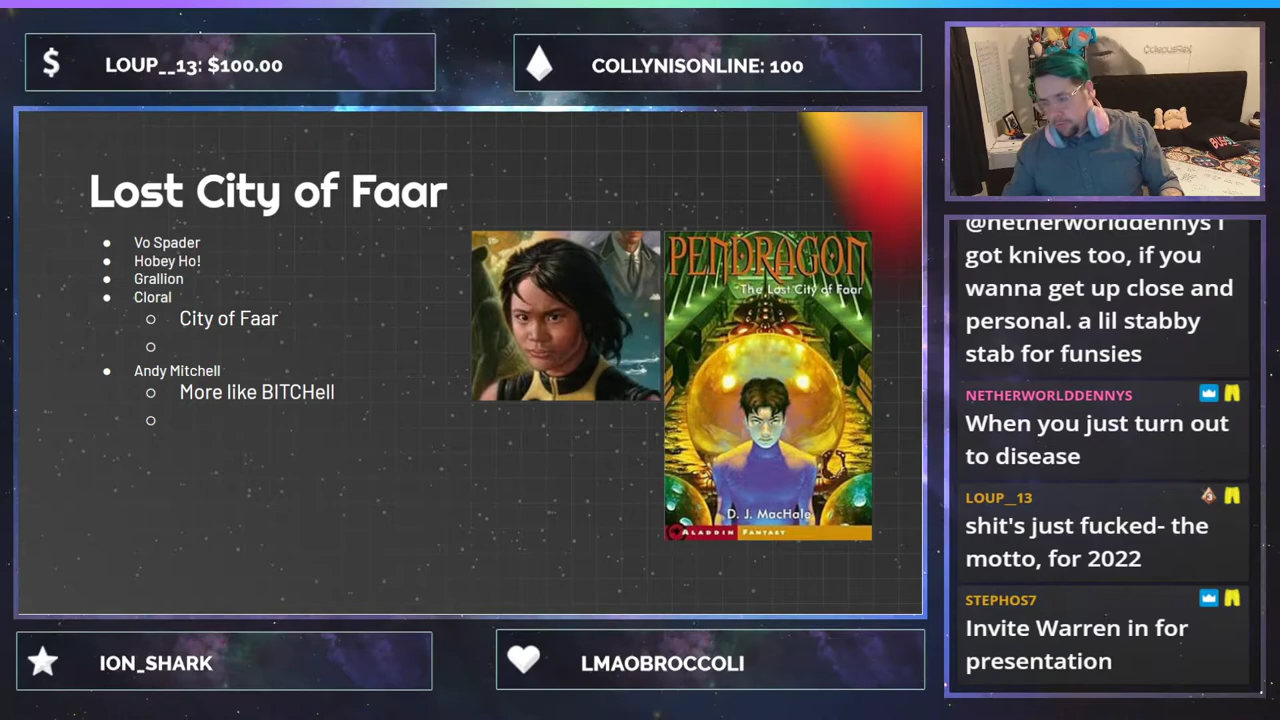 LOUP__13: $100.00
COLLYNISONLINE: 100
Lost City of Faar
● Vo Spader
● Hobey Ho!
● Grallion
● Cloral
○ City of Faar
○
● Andy Mitchell
○ More like BITCHell
○
PENDRAGON
The Lost City of Faar
D. J. MacHale
ALADDIN FANTASY
@netherworlddennys I
got knives too, if you
wanna get up close and
personal. a lil stabby
stab for funsies
NETHERWORLDDENNYS
When you just turn out
to disease
LOUP__13
3
shit's just fucked- the
motto, for 2022
STEPHOS7
Invite Warren in for
presentation
ION_SHARK
LMAOBROCCOLI